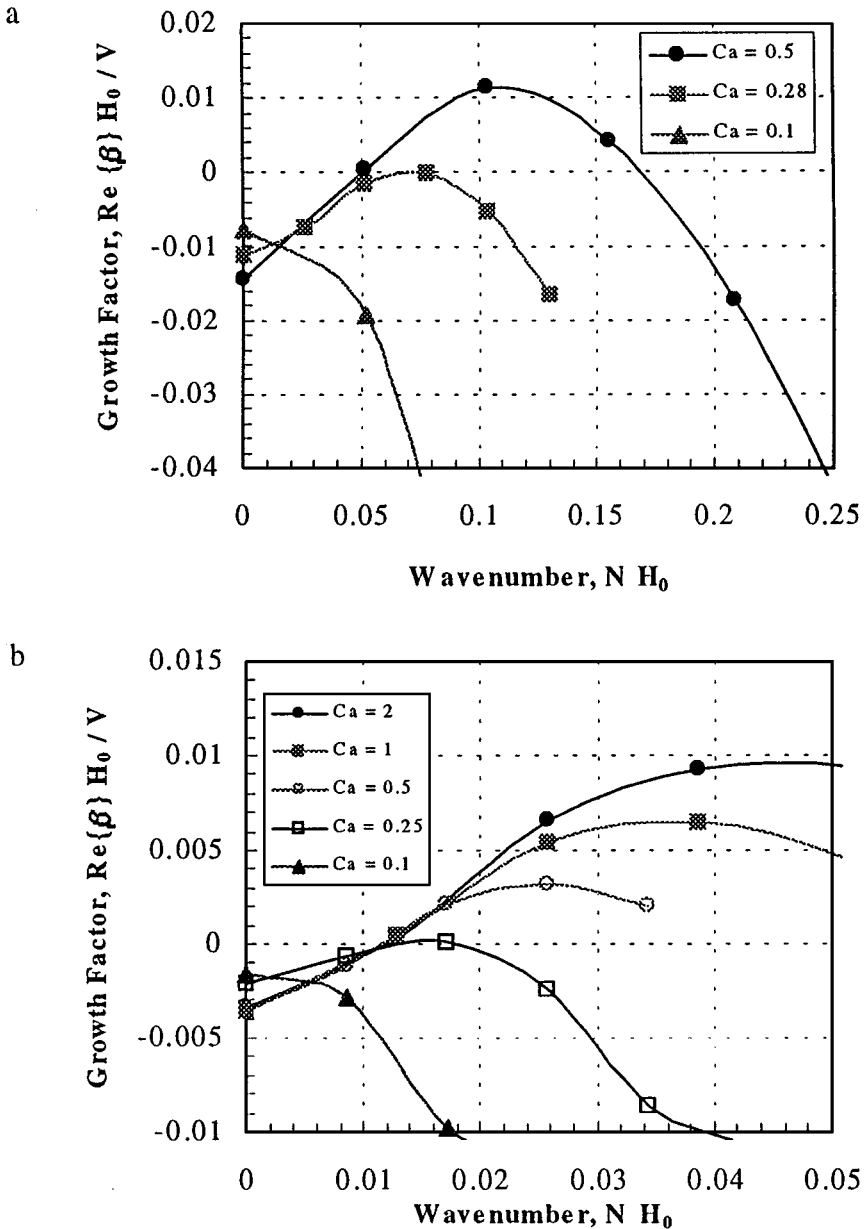 a
0.02
0.01
0
-0.01
-0.02
-0.03
-0.04
Growth Factor, Re {β} H₀ / V
Ca = 0.5
Ca = 0.28
Ca = 0.1
0 0.05 0.1 0.15 0.2 0.25
Wavenumber, N H₀
b
0.015
0.010
0.005
0
-0.005
-0.01
Growth Factor, Re{β} H₀ / V
Ca = 2
Ca = 1
Ca = 0.5
Ca = 0.25
Ca = 0.1
0 0.01 0.02 0.03 0.04 0.05
Wavenumber, N H₀